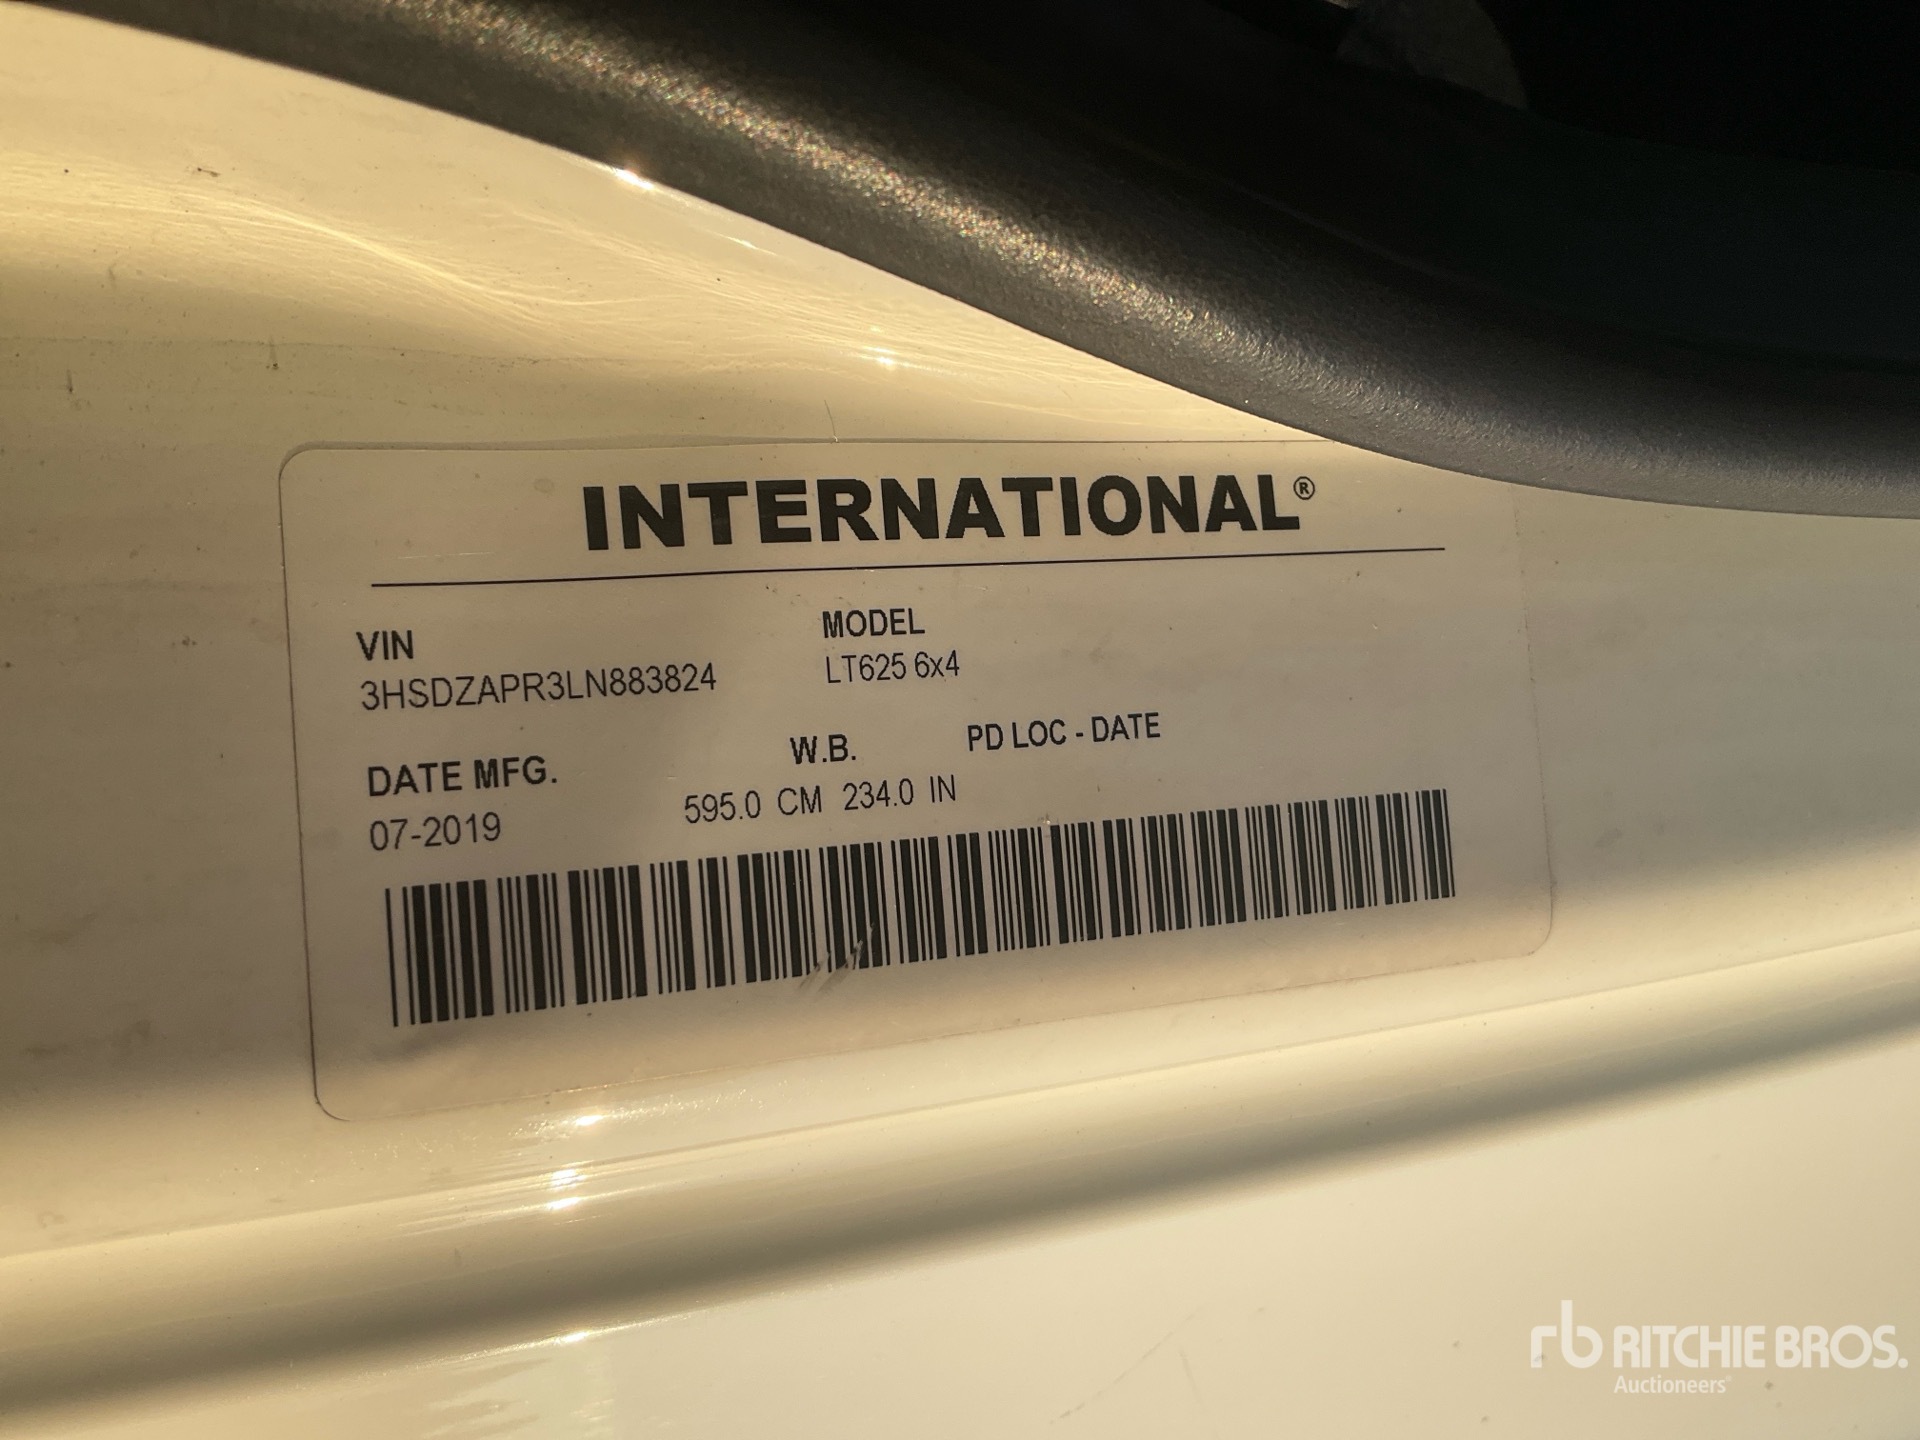 INTERNATIONAL®
VIN
3HSDZAPR3LN883824
MODEL
LT625 6x4
DATE MFG.
07-2019
W.B.
595.0 CM 234.0 IN
PD LOC - DATE
rb RITCHIE BROS.
Auctioneers